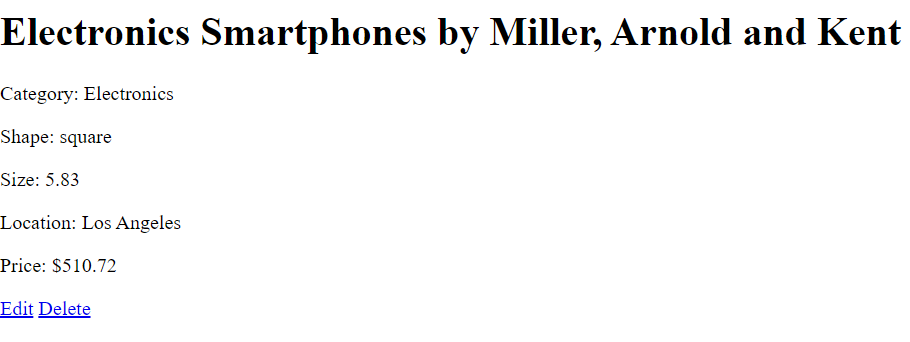 Electronics Smartphones by Miller, Arnold and Kent
Category: Electronics
Shape: square
Size: 5.83
Location: Los Angeles
Price: $510.72
Edit Delete